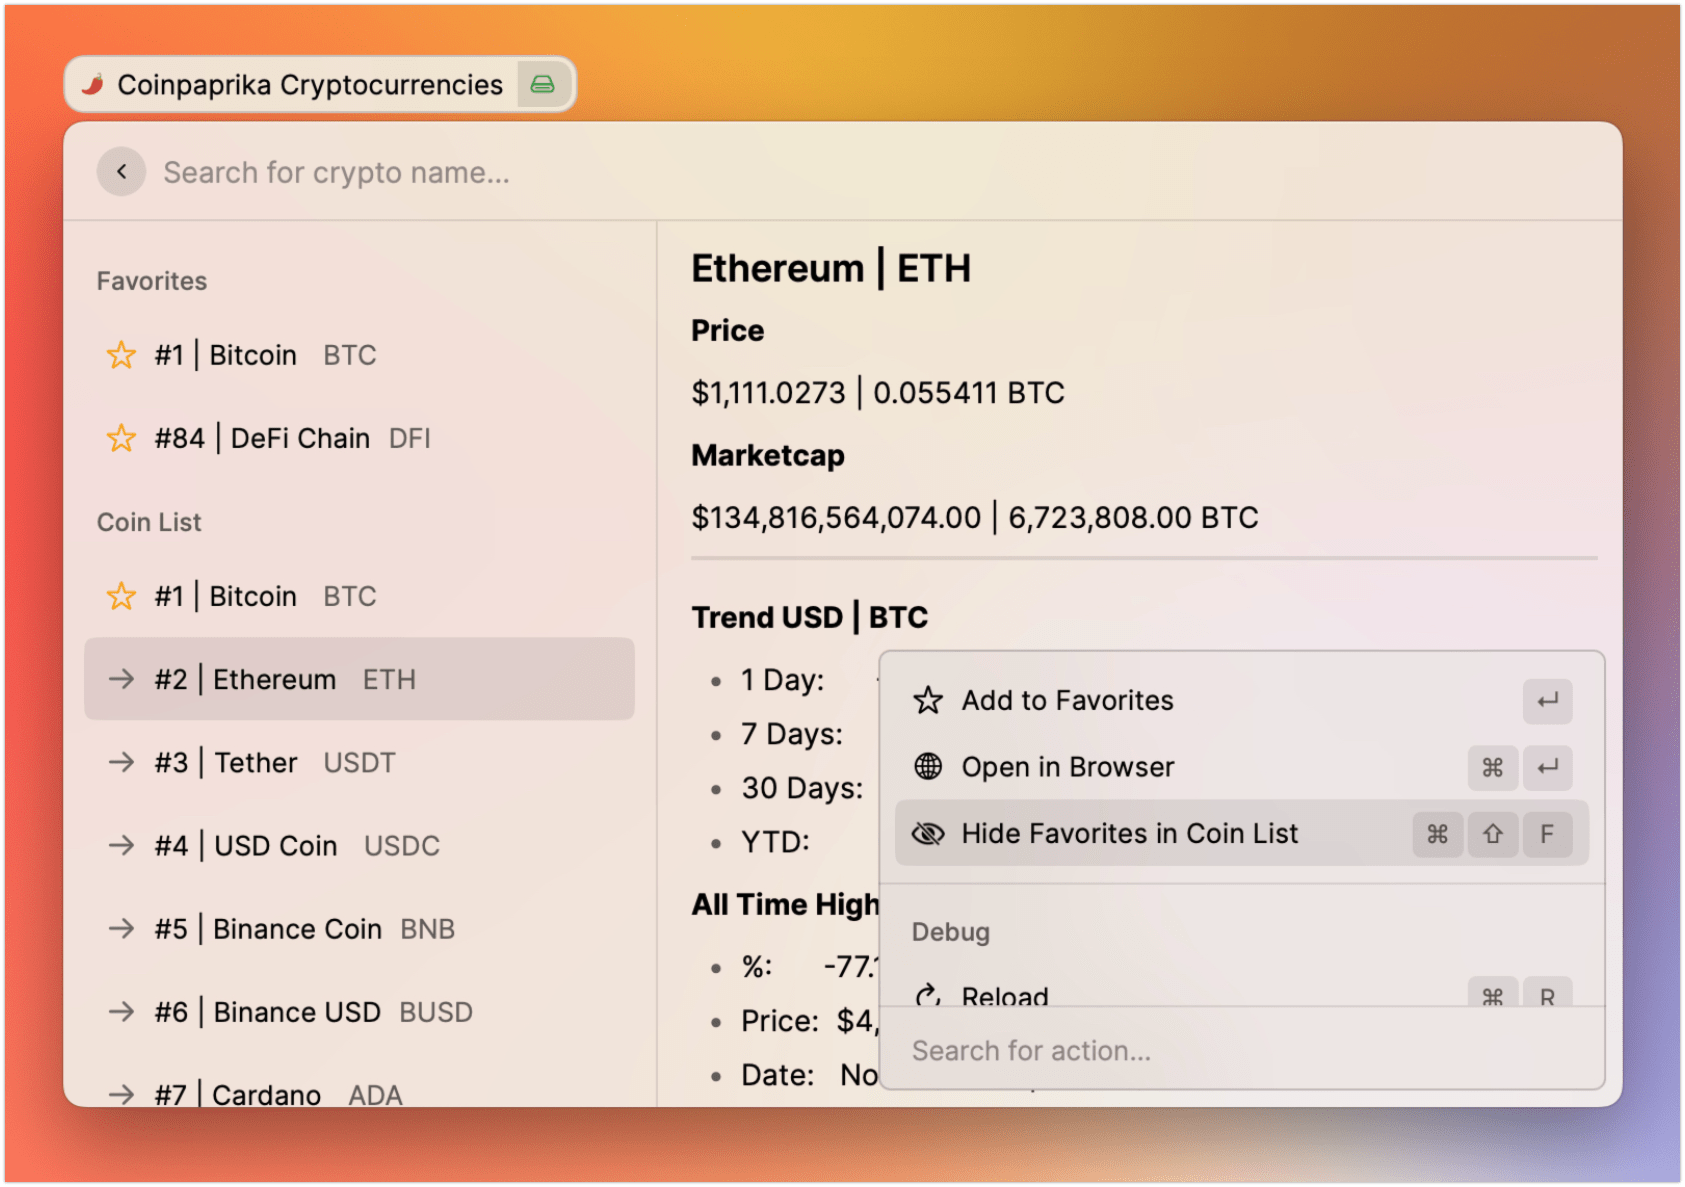 Coinpaprika Cryptocurrencies
Search for crypto name...
Favorites
#1 | Bitcoin BTC
#84 | DeFi Chain DFI
Coin List
#1 | Bitcoin BTC
#2 | Ethereum ETH
#3 | Tether USDT
#4 | USD Coin USDC
#5 | Binance Coin BNB
#6 | Binance USD BUSD
#7 | Cardano ADA
Ethereum | ETH
Price
$1,111.0273 | 0.055411 BTC
Marketcap
$134,816,564,074.00 | 6,723,808.00 BTC
Trend USD | BTC
• 1 Day:
• 7 Days:
• 30 Days:
• YTD:
All Time High
• %: -77.
• Price: $4,
• Date: No
Add to Favorites ↵
Open in Browser ⌘ ↵
Hide Favorites in Coin List ⌘ ⇧ F
Debug
Reload ⌘ R
Search for action...